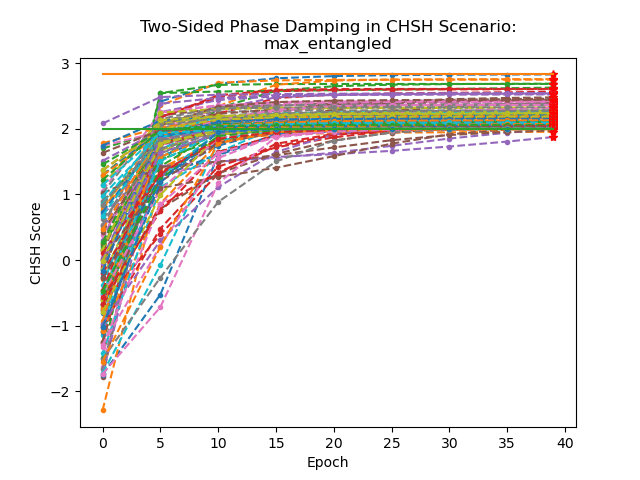 Two-Sided Phase Damping in CHSH Scenario:
max_entangled
3
2
1
0
−1
−2
CHSH Score
0 5 10 15 20 25 30 35 40
Epoch